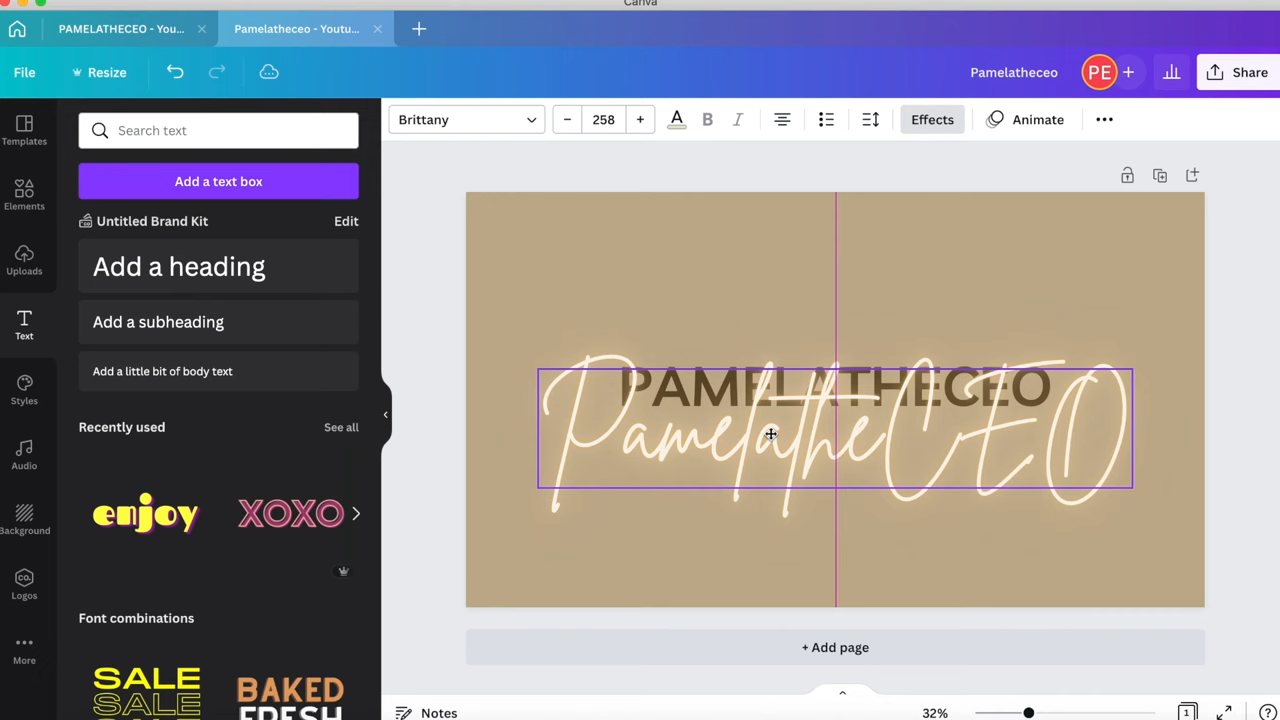 Canva
PAMELATHECEO - You...
Pamelatheceo - Youtu...
File
Resize
Pamelatheceo
PE
Share
Templates
Elements
Uploads
Text
Styles
Audio
Background
CO.
Logos
More
Search text
Add a text box
Untitled Brand Kit
Edit
Add a heading
Add a subheading
Add a little bit of body text
Recently used
See all
enjoy
XOXO
Font combinations
SALE
SALE
BAKED
FRESH
Brittany
258
A
B
I
Effects
Animate
PAMELATHECEO
PamelatheCEO
+ Add page
Notes
32%
1
?